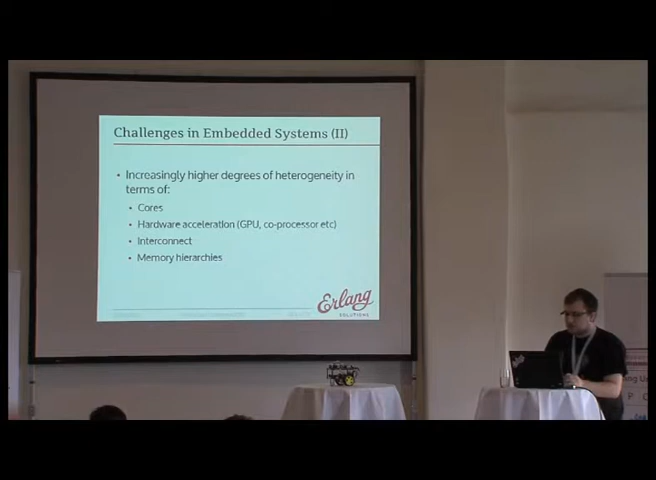 Challenges in Embedded Systems (II)
• Increasingly higher degrees of heterogeneity in
terms of:
• Cores
• Hardware acceleration (GPU, co-processor etc)
• Interconnect
• Memory hierarchies
Erlang
SOLUTIONS